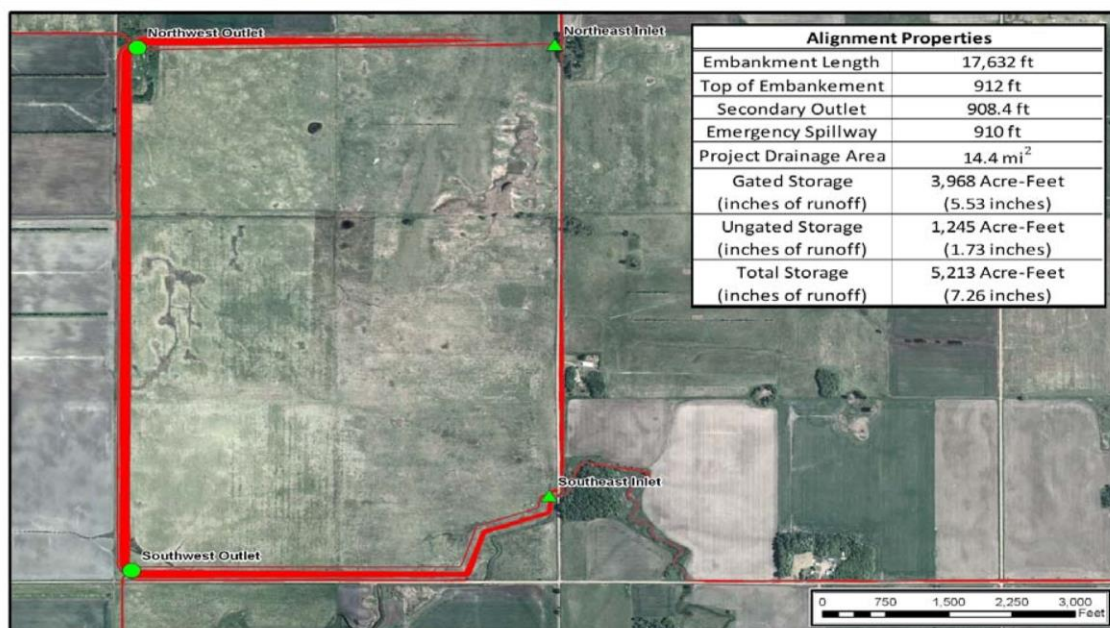 Northwest Outlet
Northeast Inlet
Alignment Properties
Embankment Length 17,632 ft
Top of Embankement 912 ft
Secondary Outlet 908.4 ft
Emergency Spillway 910 ft
Project Drainage Area 14.4 mi²
Gated Storage 3,968 Acre-Feet
(inches of runoff) (5.53 inches)
Ungated Storage 1,245 Acre-Feet
(inches of runoff) (1.73 inches)
Total Storage 5,213 Acre-Feet
(inches of runoff) (7.26 inches)
Southeast Inlet
Southwest Outlet
0 750 1,500 2,250 3,000
Feet